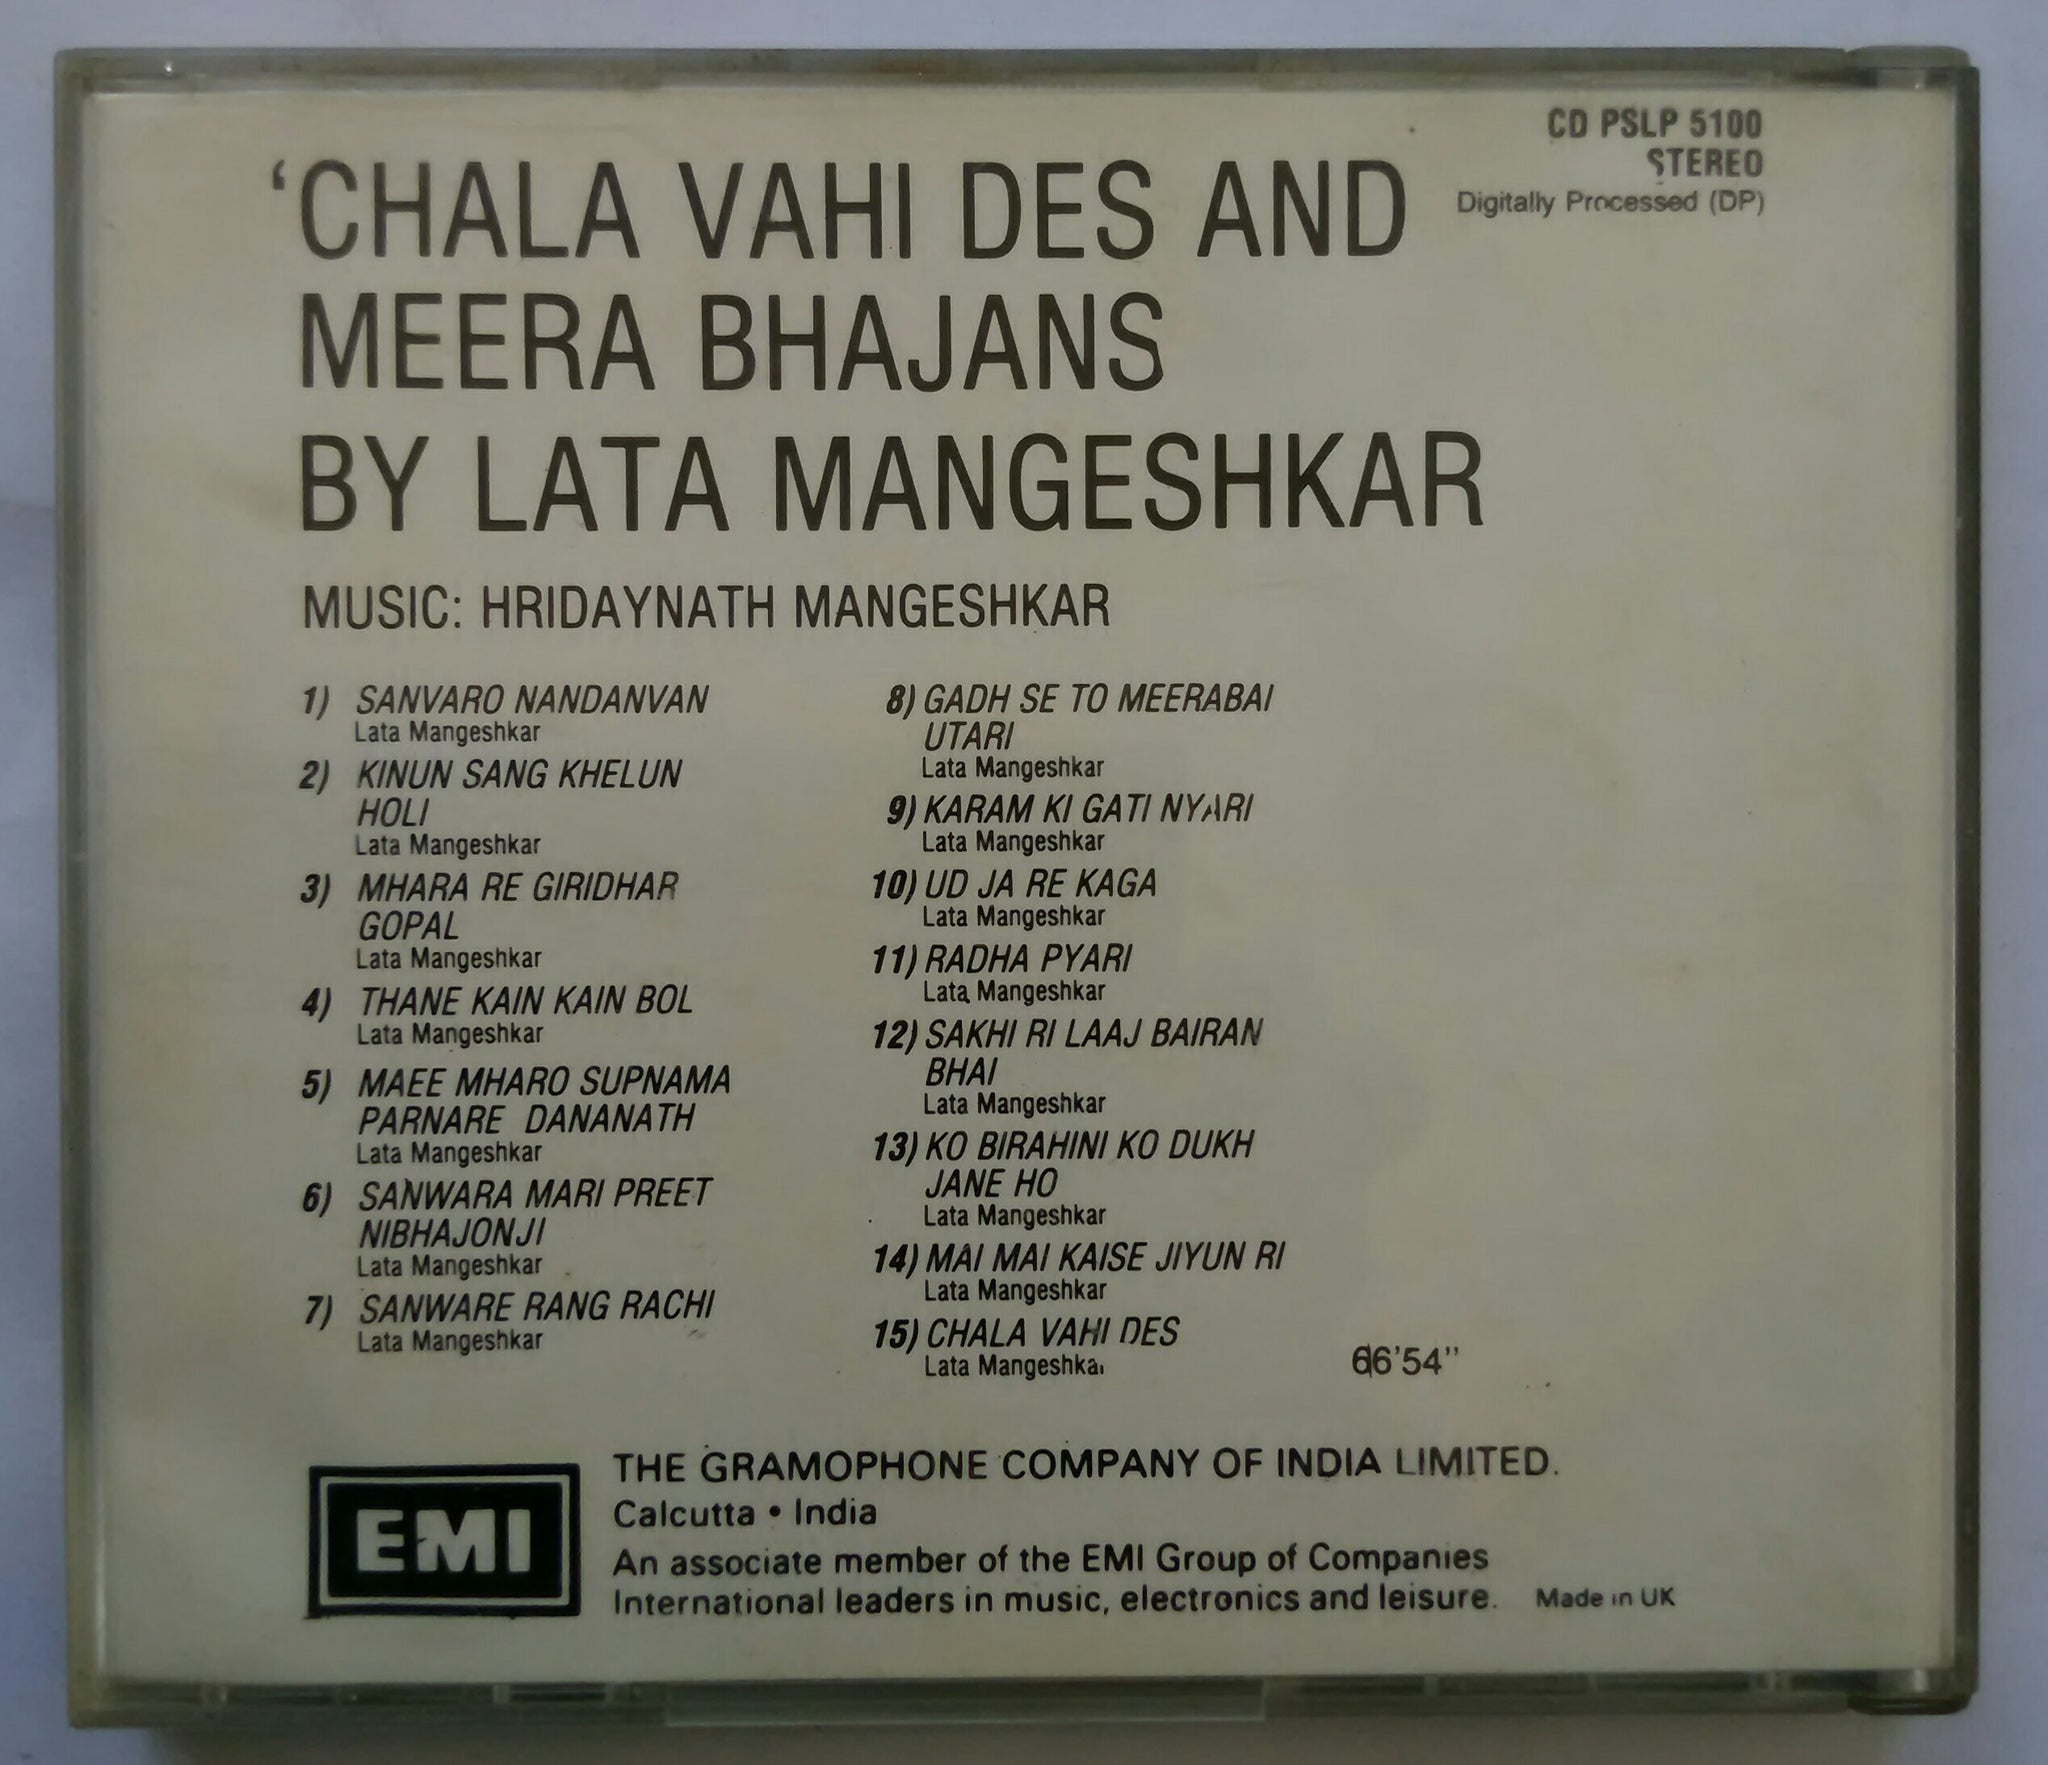 CD PSLP 5100
STEREO
Digitally Processed (DP)
‘CHALA VAHI DES AND
MEERA BHAJANS
BY LATA MANGESHKAR
MUSIC: HRIDAYNATH MANGESHKAR
1) SANVARO NANDANVAN
Lata Mangeshkar
2) KINUN SANG KHELUN
HOLI
Lata Mangeshkar
3) MHARA RE GIRIDHAR
GOPAL
Lata Mangeshkar
4) THANE KAIN KAIN BOL
Lata Mangeshkar
5) MAEE MHARO SUPNAMA
PARNARE DANANATH
Lata Mangeshkar
6) SANWARA MARI PREET
NIBHAJONJI
Lata Mangeshkar
7) SANWARE RANG RACHI
Lata Mangeshkar
8) GADH SE TO MEERABAI
UTARI
Lata Mangeshkar
9) KARAM KI GATI NYARI
Lata Mangeshkar
10) UD JA RE KAGA
Lata Mangeshkar
11) RADHA PYARI
Lata Mangeshkar
12) SAKHI RI LAAJ BAIRAN
BHAI
Lata Mangeshkar
13) KO BIRAHINI KO DUKH
JANE HO
Lata Mangeshkar
14) MAI MAI KAISE JIYUN RI
Lata Mangeshkar
15) CHALA VAHI DES
Lata Mangeshkar
66’54”
EMI
THE GRAMOPHONE COMPANY OF INDIA LIMITED.
Calcutta • India
An associate member of the EMI Group of Companies
International leaders in music, electronics and leisure.
Made in UK